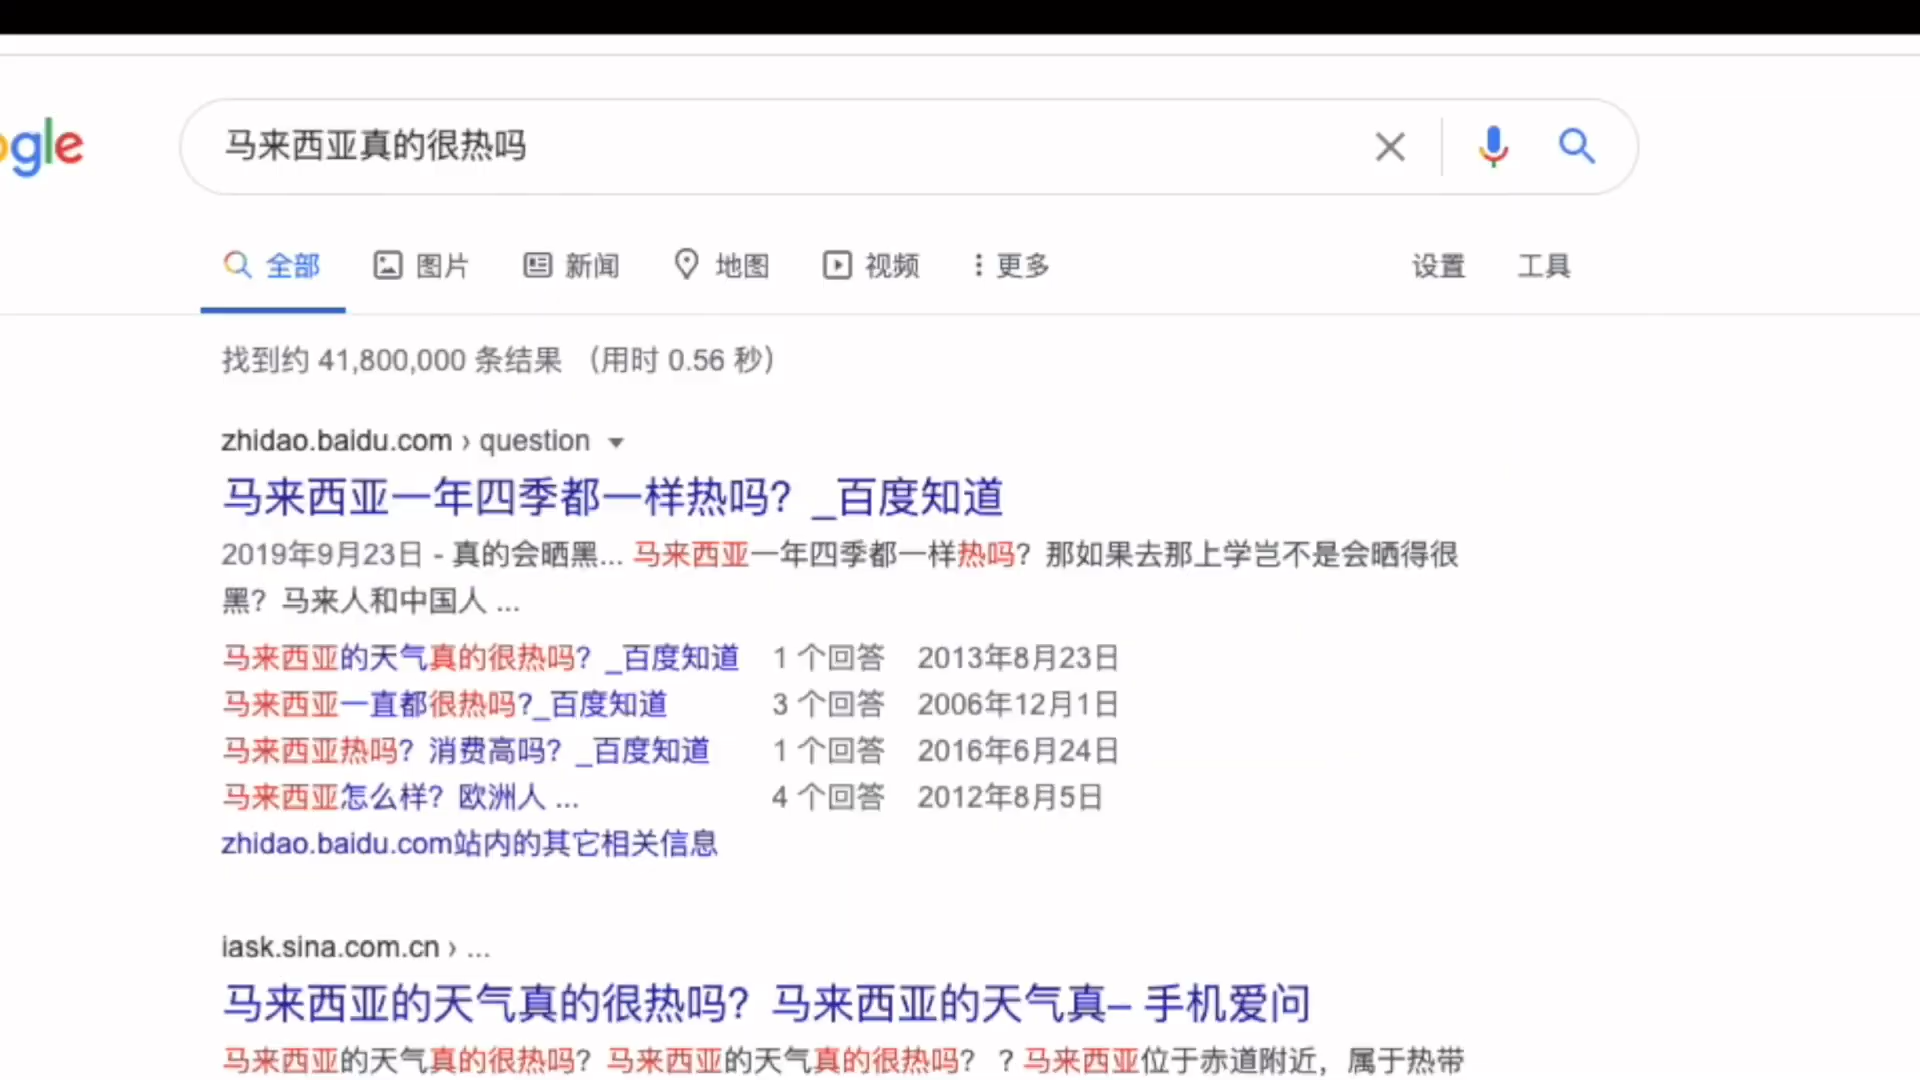 ogle
马来西亚真的很热吗
全部 图片 新闻 地图 视频 更多 设置 工具
找到约 41,800,000 条结果 （用时 0.56 秒）
zhidao.baidu.com › question
马来西亚一年四季都一样热吗？_百度知道
2019年9月23日 - 真的会晒黑... 马来西亚一年四季都一样热吗？那如果去那上学岂不是会晒得很
黑？马来人和中国人 ...
马来西亚的天气真的很热吗？_百度知道 1 个回答 2013年8月23日
马来西亚一直都很热吗?_百度知道 3 个回答 2006年12月1日
马来西亚热吗？消费高吗？_百度知道 1 个回答 2016年6月24日
马来西亚怎么样？欧洲人 ... 4 个回答 2012年8月5日
zhidao.baidu.com站内的其它相关信息
iask.sina.com.cn › ...
马来西亚的天气真的很热吗？马来西亚的天气真– 手机爱问
马来西亚的天气真的很热吗？马来西亚的天气真的很热吗？ ？马来西亚位于赤道附近，属于热带